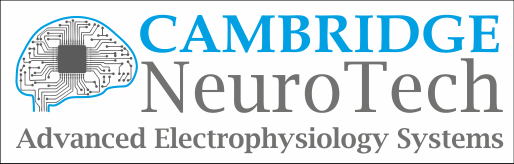 CAMBRIDGE
NeuroTech
Advanced Electrophysiology Systems